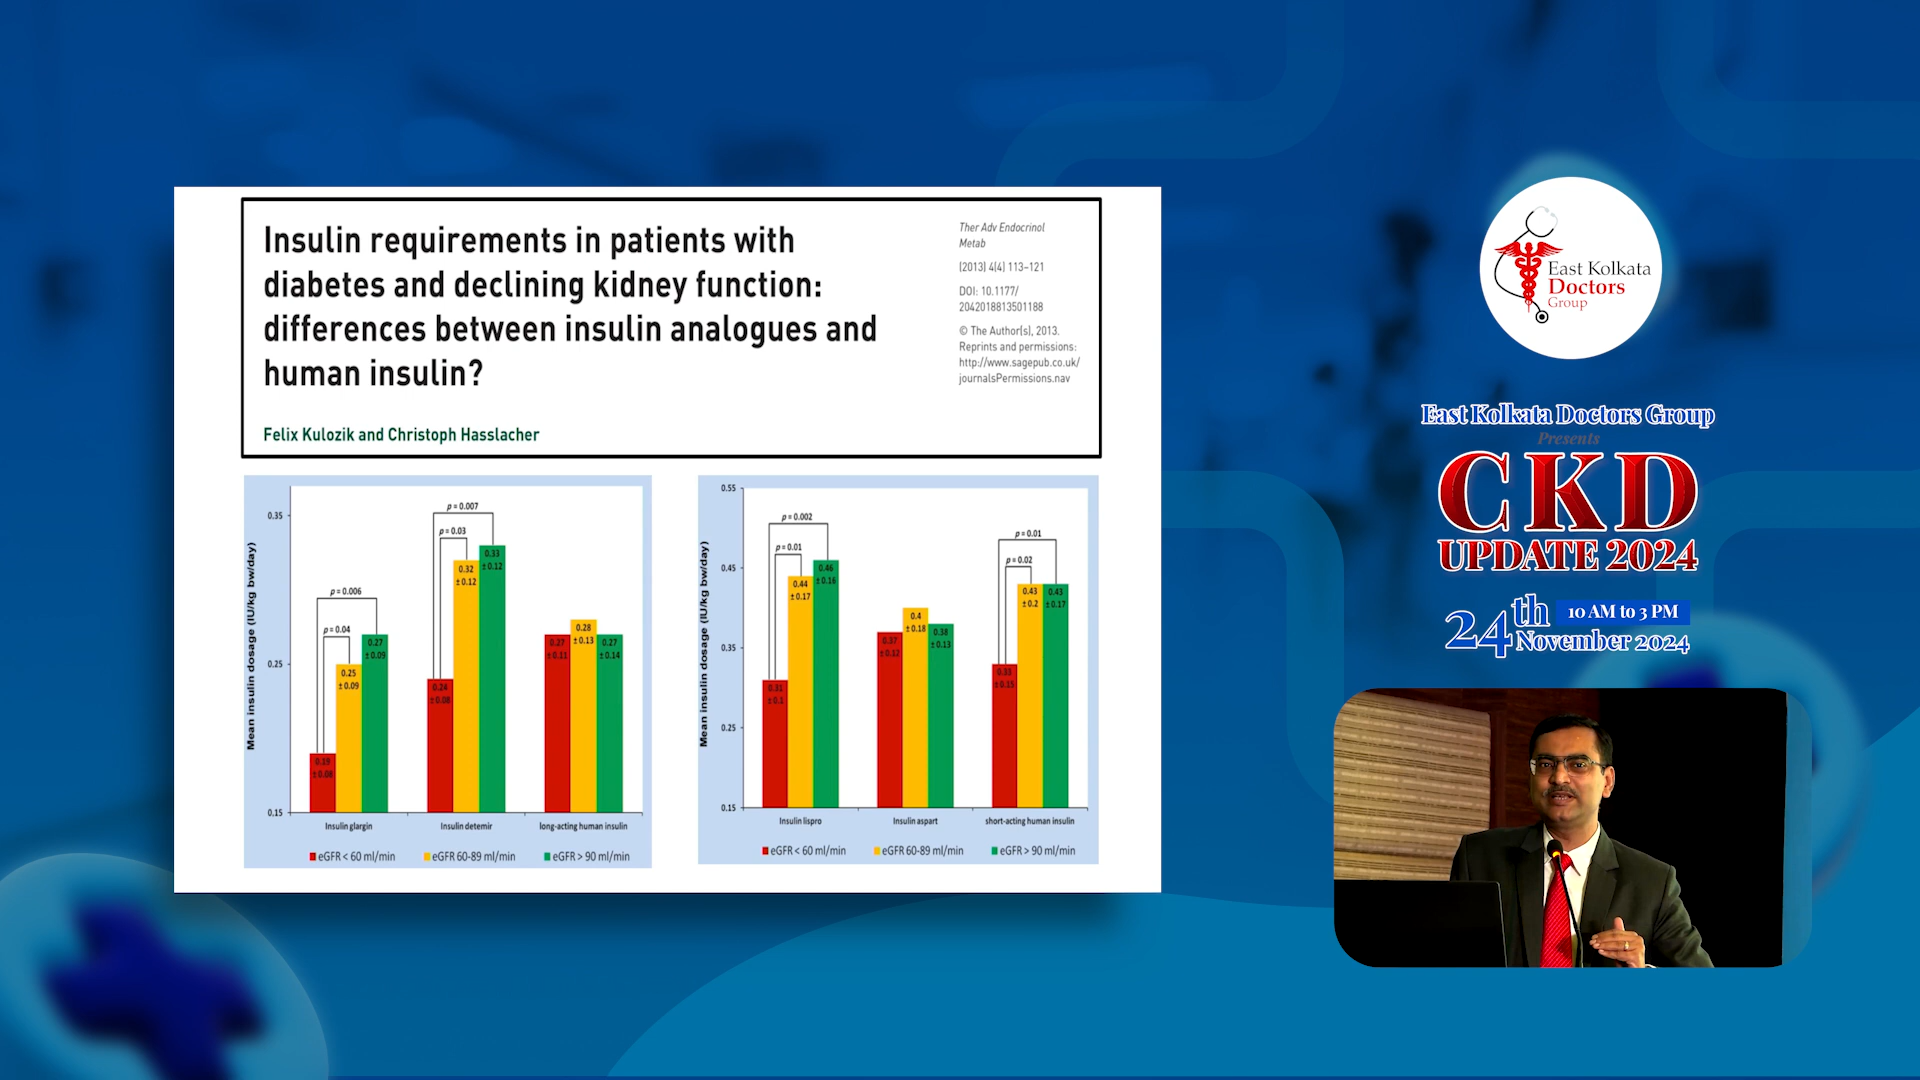 Insulin requirements in patients with
diabetes and declining kidney function:
differences between insulin analogues and
human insulin?
Felix Kulozik and Christoph Hasslacher
Ther Adv Endocrinol
Metab
(2013) 4(4) 113–121
DOI: 10.1177/
2042018813501188
© The Author(s), 2013.
Reprints and permissions:
http://www.sagepub.co.uk/
journalsPermissions.nav
Mean insulin dosage (IU/kg bw/day)
0.35
0.25
0.15
p = 0.006
p = 0.04
0.19
± 0.08
0.25
± 0.09
0.27
± 0.09
p = 0.007
p = 0.03
0.24
± 0.08
0.32
± 0.12
0.33
± 0.12
0.27
± 0.11
0.28
± 0.13
0.27
± 0.14
Insulin glargin
Insulin detemir
long-acting human insulin
eGFR < 60 ml/min
eGFR 60-89 ml/min
eGFR > 90 ml/min
Mean insulin dosage (IU/kg bw/day)
0.55
0.45
0.35
0.25
0.15
p = 0.002
p = 0.01
0.31
± 0.1
0.44
± 0.17
0.46
± 0.16
0.37
± 0.12
0.4
± 0.18
0.38
± 0.13
p = 0.01
p = 0.02
0.33
± 0.15
0.43
± 0.2
0.43
± 0.17
Insulin lispro
Insulin aspart
short-acting human insulin
eGFR < 60 ml/min
eGFR 60-89 ml/min
eGFR > 90 ml/min
East Kolkata
Doctors
Group
East Kolkata Doctors Group
Presents
CKD
UPDATE 2024
24th
10 AM to 3 PM
November 2024